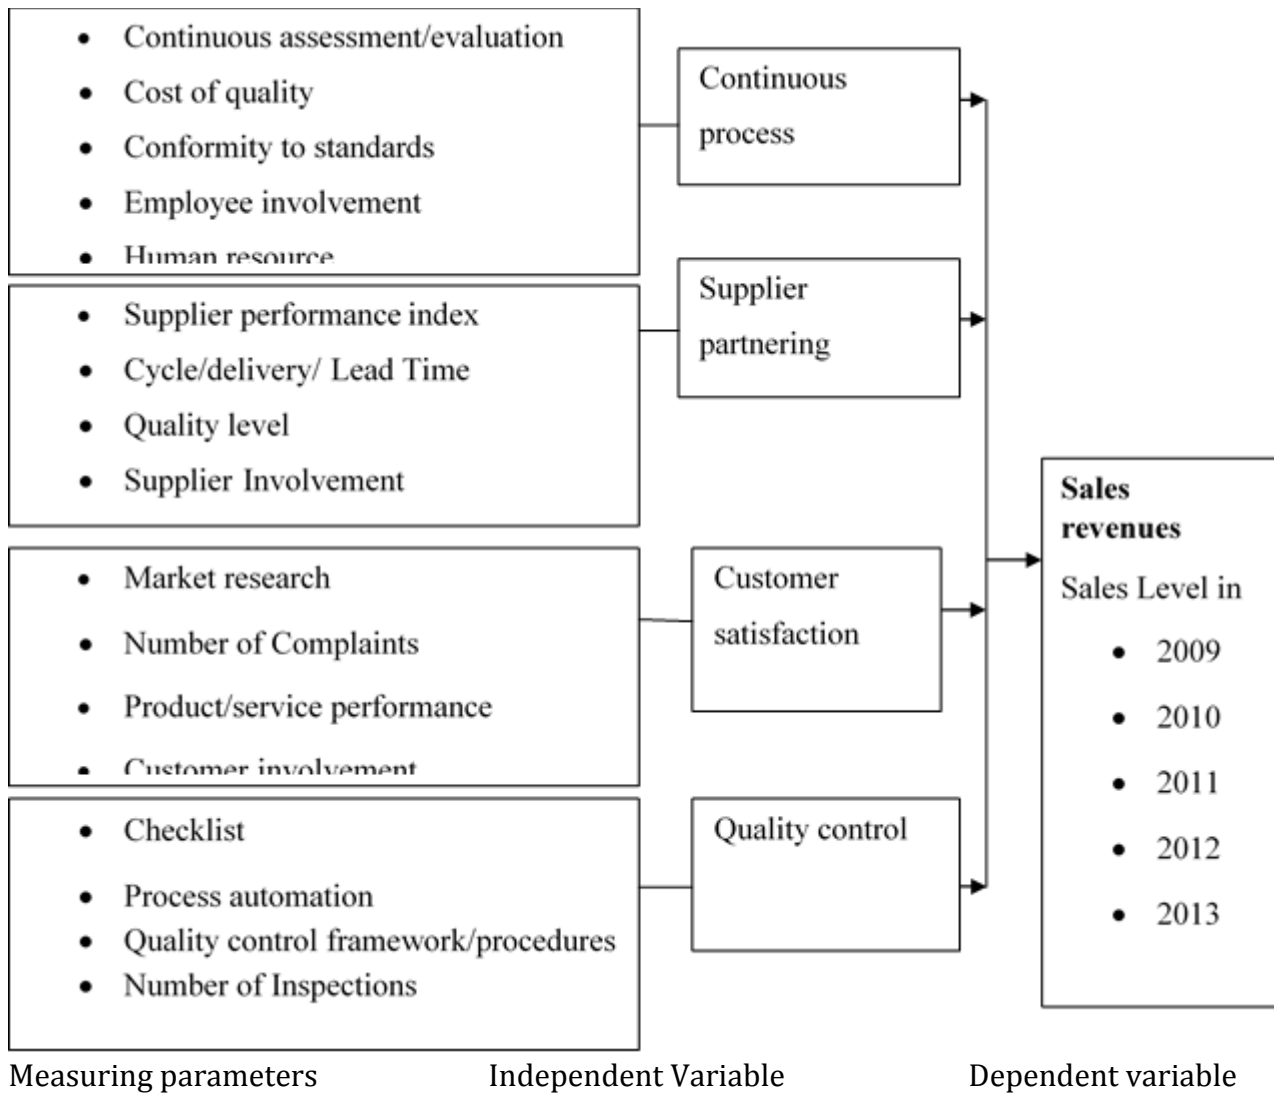 Continuous assessment/evaluation
Cost of quality
Conformity to standards
Employee involvement
Human resource
Continuous
process
Supplier performance index
Cycle/delivery/ Lead Time
Quality level
Supplier Involvement
Supplier
partnering
Market research
Number of Complaints
Product/service performance
Customer involvement
Customer
satisfaction
Checklist
Process automation
Quality control framework/procedures
Number of Inspections
Quality control
Sales
revenues
Sales Level in
2009
2010
2011
2012
2013
Measuring parameters Independent Variable Dependent variable